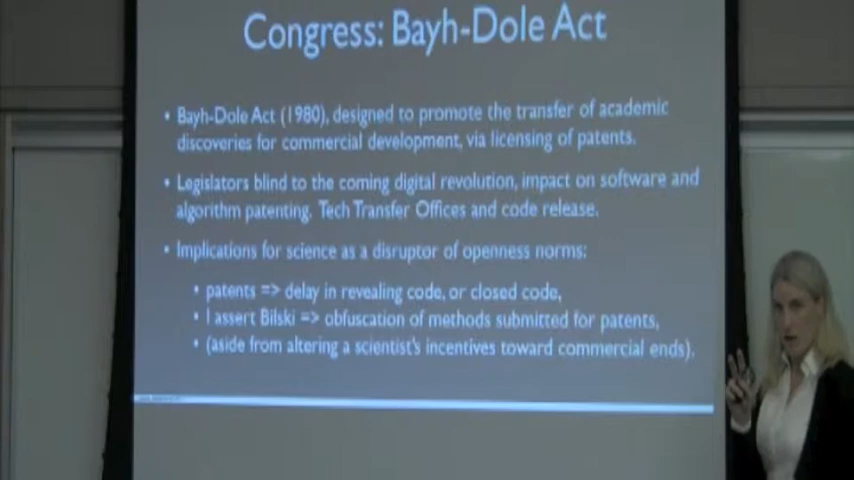 Congress: Bayh-Dole Act
• Bayh-Dole Act (1980), designed to promote the transfer of academic
discoveries for commercial development, via licensing of patents.
• Legislators blind to the coming digital revolution, impact on software and
algorithm patenting. Tech Transfer Offices and code release.
• Implications for science as a disruptor of openness norms:
• patents => delay in revealing code, or closed code,
• I assert Bilski => obfuscation of methods submitted for patents,
• (aside from altering a scientist's incentives toward commercial ends).